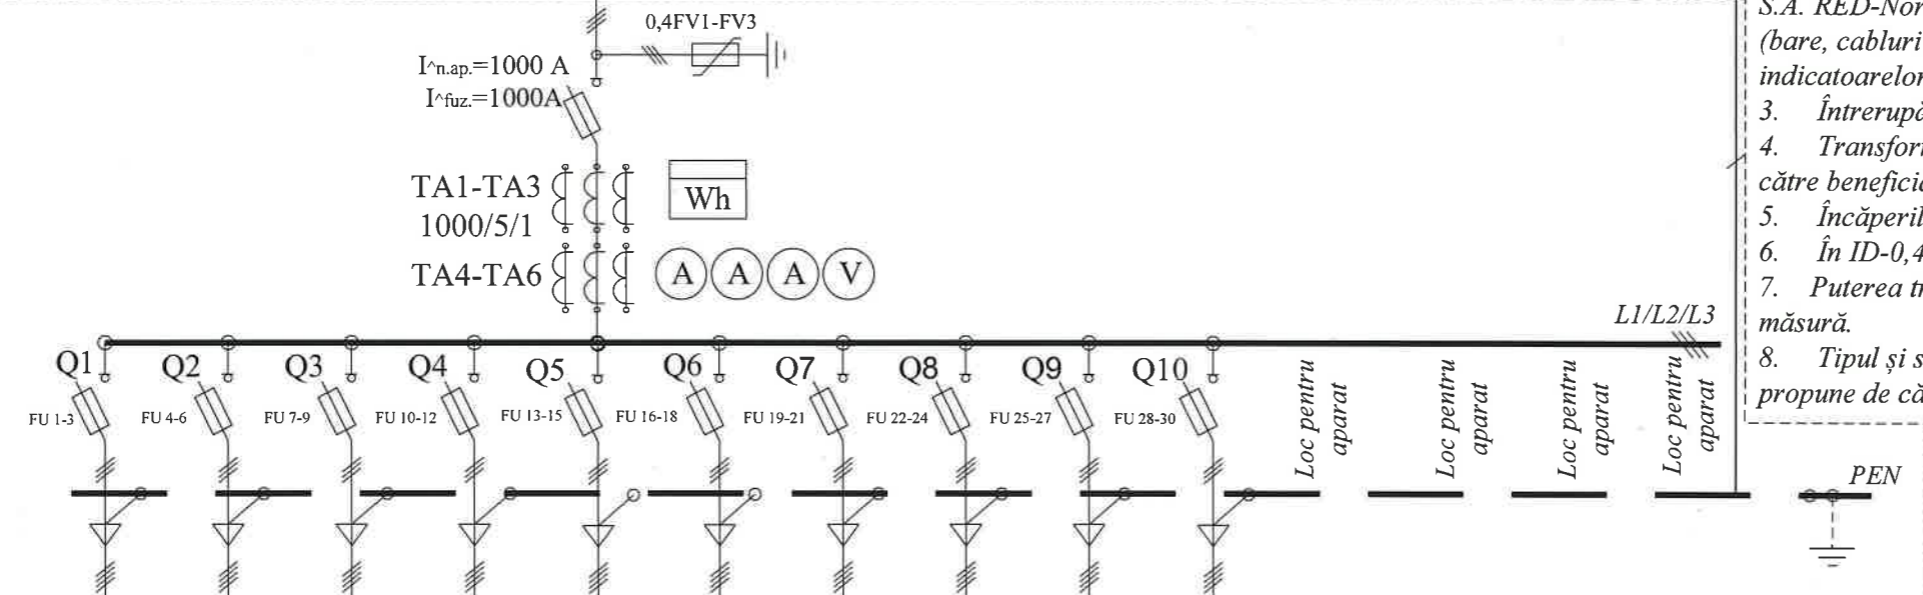 0,4FV1-FV3
I^n.ap.=1000 A
I^fuz.=1000A
TA1-TA3
1000/5/1
Wh
TA4-TA6
A A A V
L1/L2/L3
Q1 Q2 Q3 Q4 Q5 Q6 Q7 Q8 Q9 Q10
FU 1-3 FU 4-6 FU 7-9 FU 10-12 FU 13-15 FU 16-18 FU 19-21 FU 22-24 FU 25-27 FU 28-30
Loc pentru
aparat
Loc pentru
aparat
Loc pentru
aparat
Loc pentru
aparat
PEN
S.A. RED-Nor
(bare, cabluri
indicatoarelor
3. Întrerupă
4. Transfor
către beneficia
5. Încăperil
6. În ID-0,4
7. Puterea tr
măsură.
8. Tipul și s
propune de că